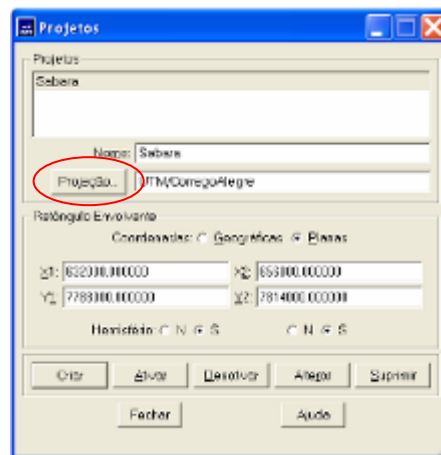 Projetos
Projetos
Sabara
Nome: Sabara
Projeção... UTM/CorregoAlegre
Retângulo Envolvente
Coordenadas: Geográficas Planas
X1: 632000.000000 X2: 656000.000000
Y1: 7788000.000000 Y2: 7814000.000000
Hemisfério: N S N S
Criar Ativar Desativar Alterar Suprimir
Fechar Ajuda